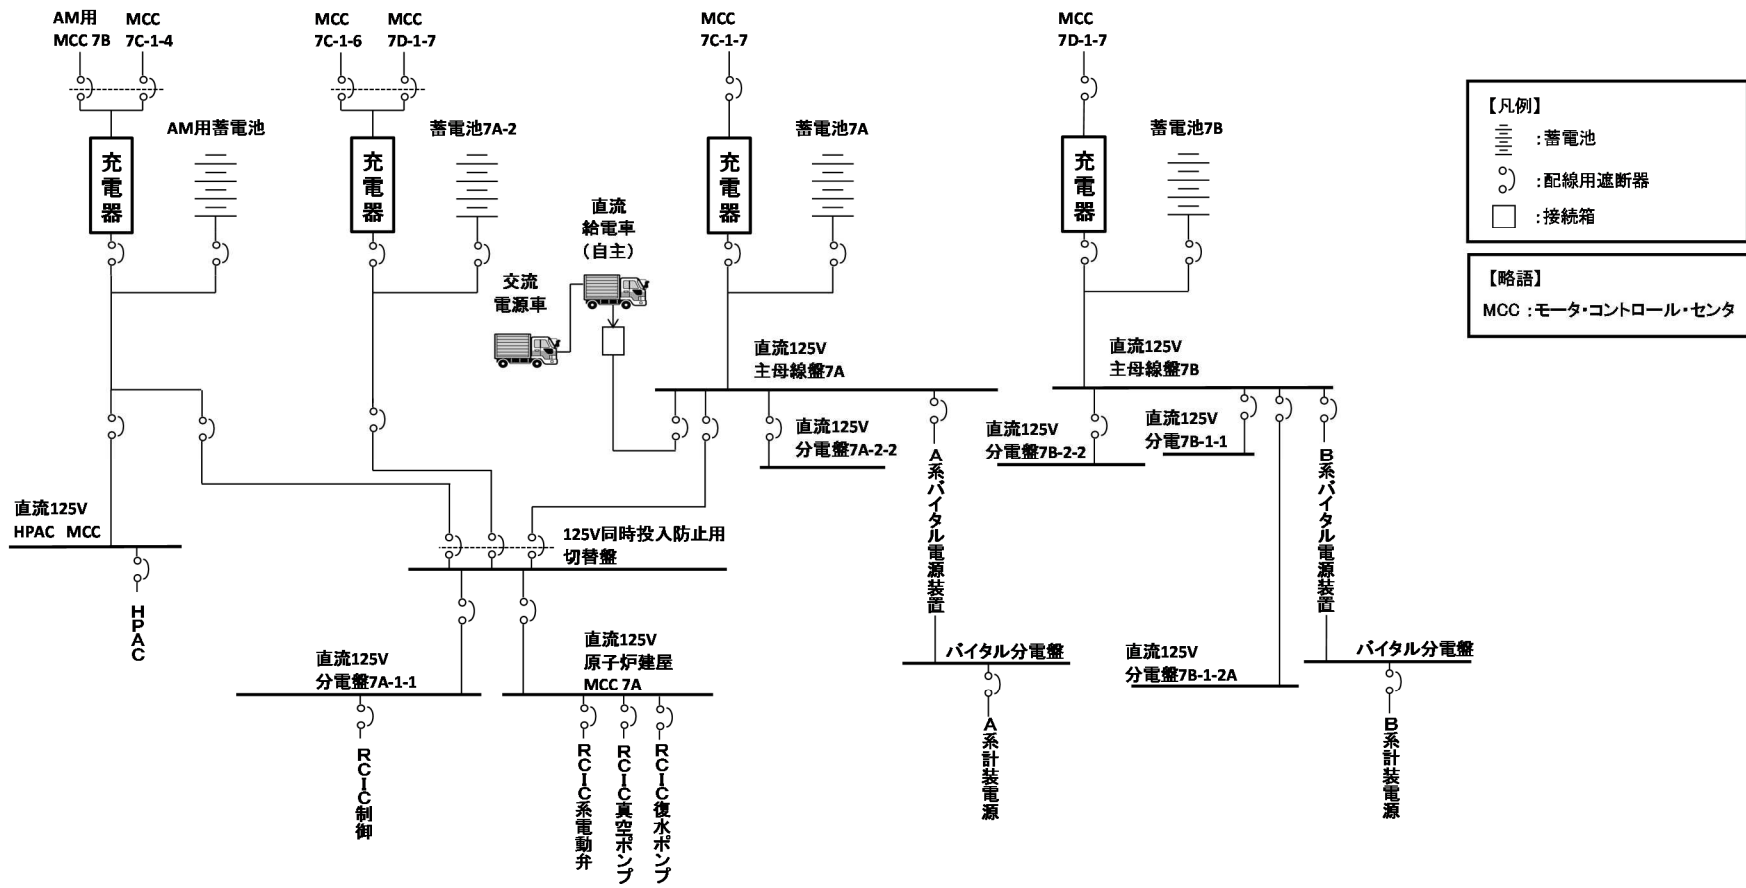 AM用
MCC 7B
MCC
7C-1-4
MCC
7C-1-6
MCC
7D-1-7
MCC
7C-1-7
MCC
7D-1-7
充電器
AM用蓄電池
充電器
蓄電池7A-2
充電器
蓄電池7A
充電器
蓄電池7B
【凡例】
:蓄電池
:配線用遮断器
:接続箱
【略語】
MCC :モータ・コントロール・センタ
直流
給電車
(自主)
交流
電源車
直流125V
主母線盤7A
直流125V
主母線盤7B
直流125V
分電盤7A-2-2
直流125V
分電盤7B-2-2
直流125V
分電7B-1-1
A系バイタル電源装置
B系バイタル電源装置
直流125V
HPAC MCC
HPAC
125V同時投入防止用
切替盤
直流125V
分電盤7A-1-1
直流125V
原子炉建屋
MCC 7A
バイタル分電盤
直流125V
分電盤7B-1-2A
バイタル分電盤
RCIC制御
RCIC系電動弁
RCIC真空ポンプ
RCIC復水ポンプ
A系計装電源
B系計装電源